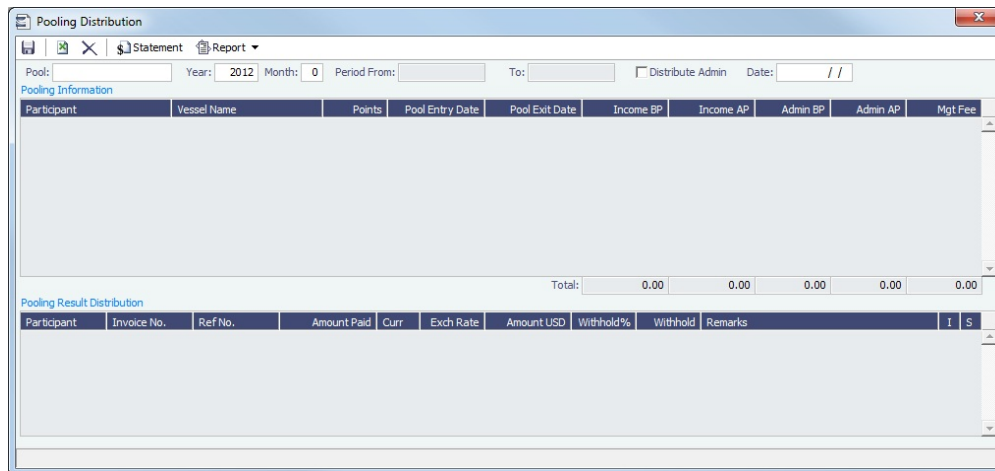 Pooling Distribution
Statement Report
Pool: Year: 2012 Month: 0 Period From: To: Distribute Admin Date: / /
Pooling Information
Participant Vessel Name Points Pool Entry Date Pool Exit Date Income BP Income AP Admin BP Admin AP Mgt Fee
Total: 0.00 0.00 0.00 0.00 0.00
Pooling Result Distribution
Participant Invoice No. Ref No. Amount Paid Curr Exch Rate Amount USD Withhold% Withhold Remarks I S